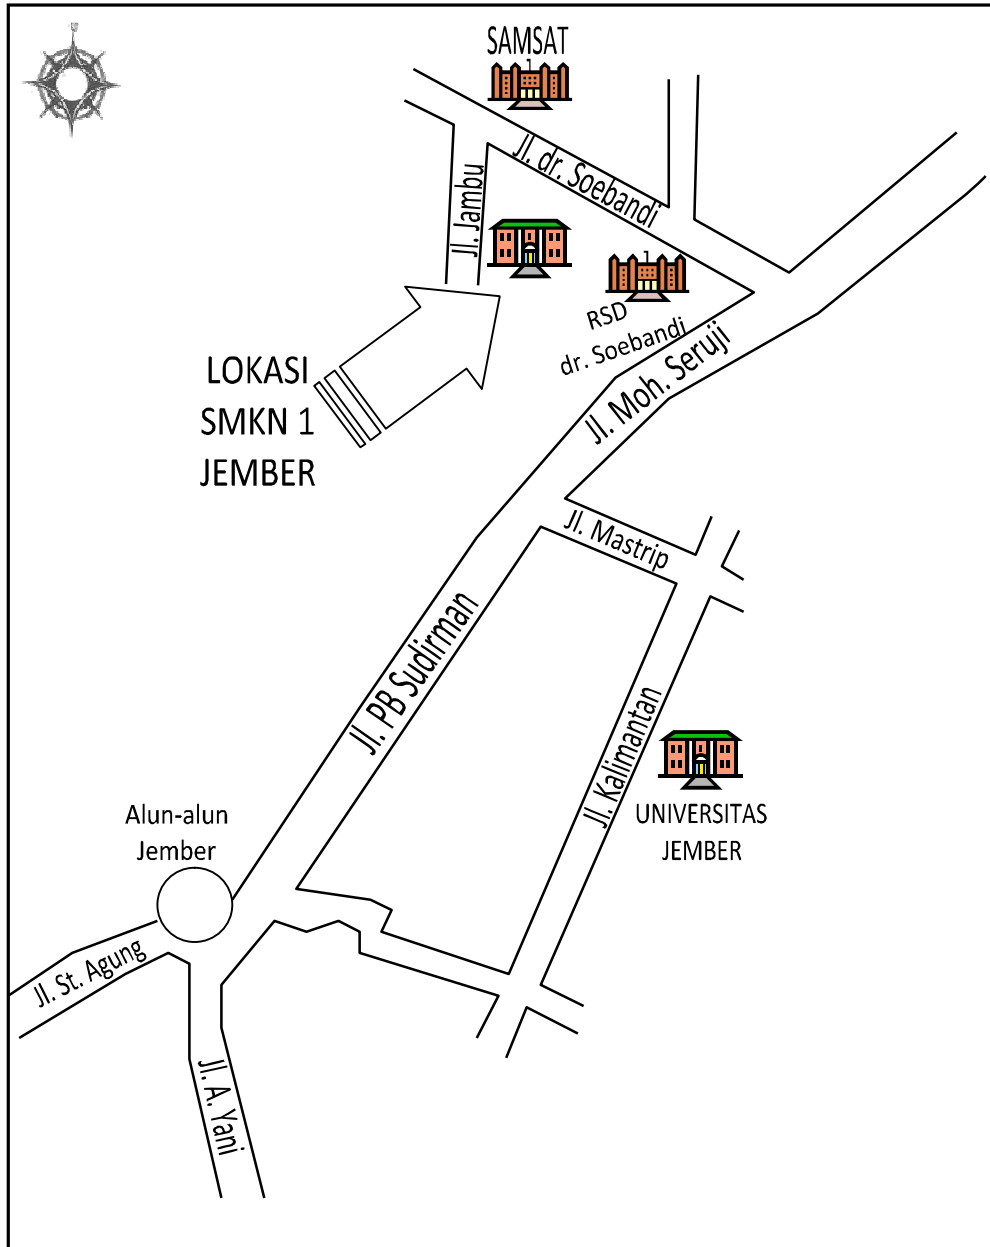 SAMSAT
Jl. dr. Soebandi
Jl. Jambu
RSD
dr. Soebandi
Jl. Moh. Seruji
LOKASI
SMKN 1
JEMBER
Jl. Mastrip
Jl. PB Sudirman
Jl. Kalimantan
UNIVERSITAS
JEMBER
Alun-alun
Jember
Jl. St. Agung
Jl. A. Yani